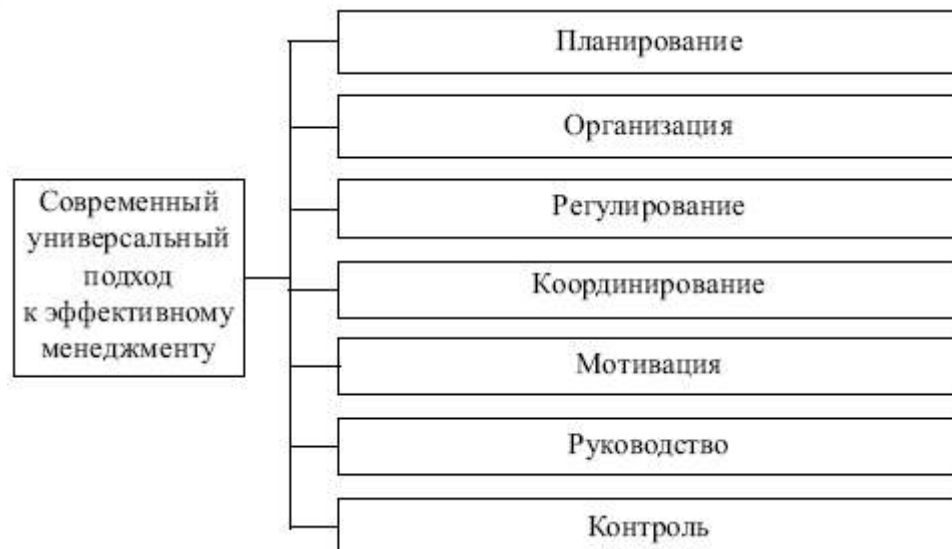 Планирование
Организация
Современный
универсальный
подход
к эффективному
менеджменту
Регулирование
Координирование
Мотивация
Руководство
Контроль